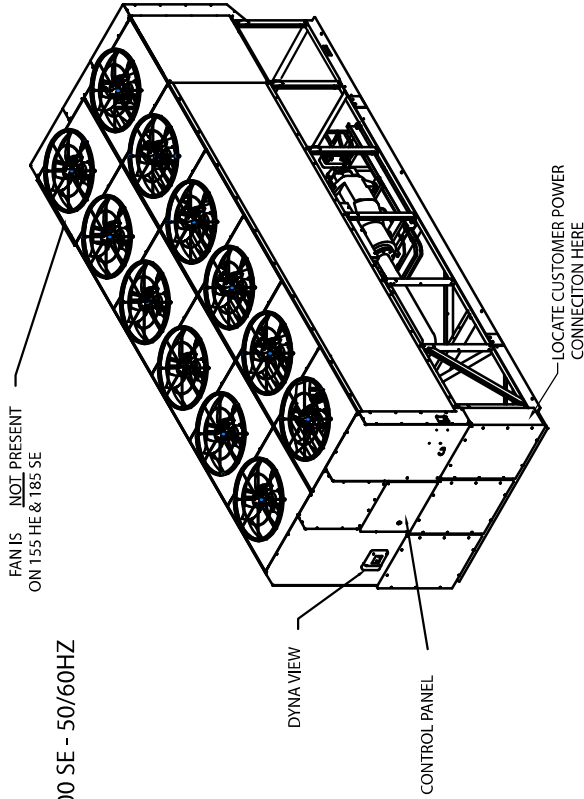 FAN IS NOT PRESENT
ON 155 HE & 185 SE
00 SE - 50/60HZ
DYNA VIEW
CONTROL PANEL
LOCATE CUSTOMER POWER
CONNECITON HERE